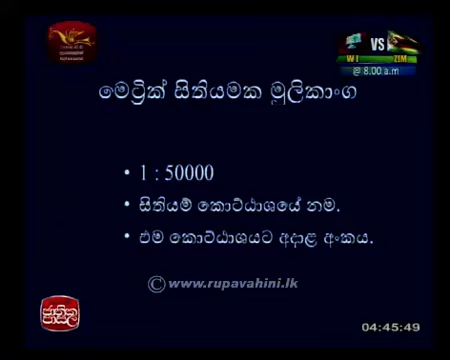 VS
WI ZIM
@ 8.00 a.m
මෙට්‍රික් සිතියමක මූලිකාංග
• 1 : 50000
• සිතියම් කොට්ඨාශයේ නම.
• එම කොට්ඨාශයට අදාළ අංකය.
© www.rupavahini.lk
ජාතික
පාසල
04:45:49